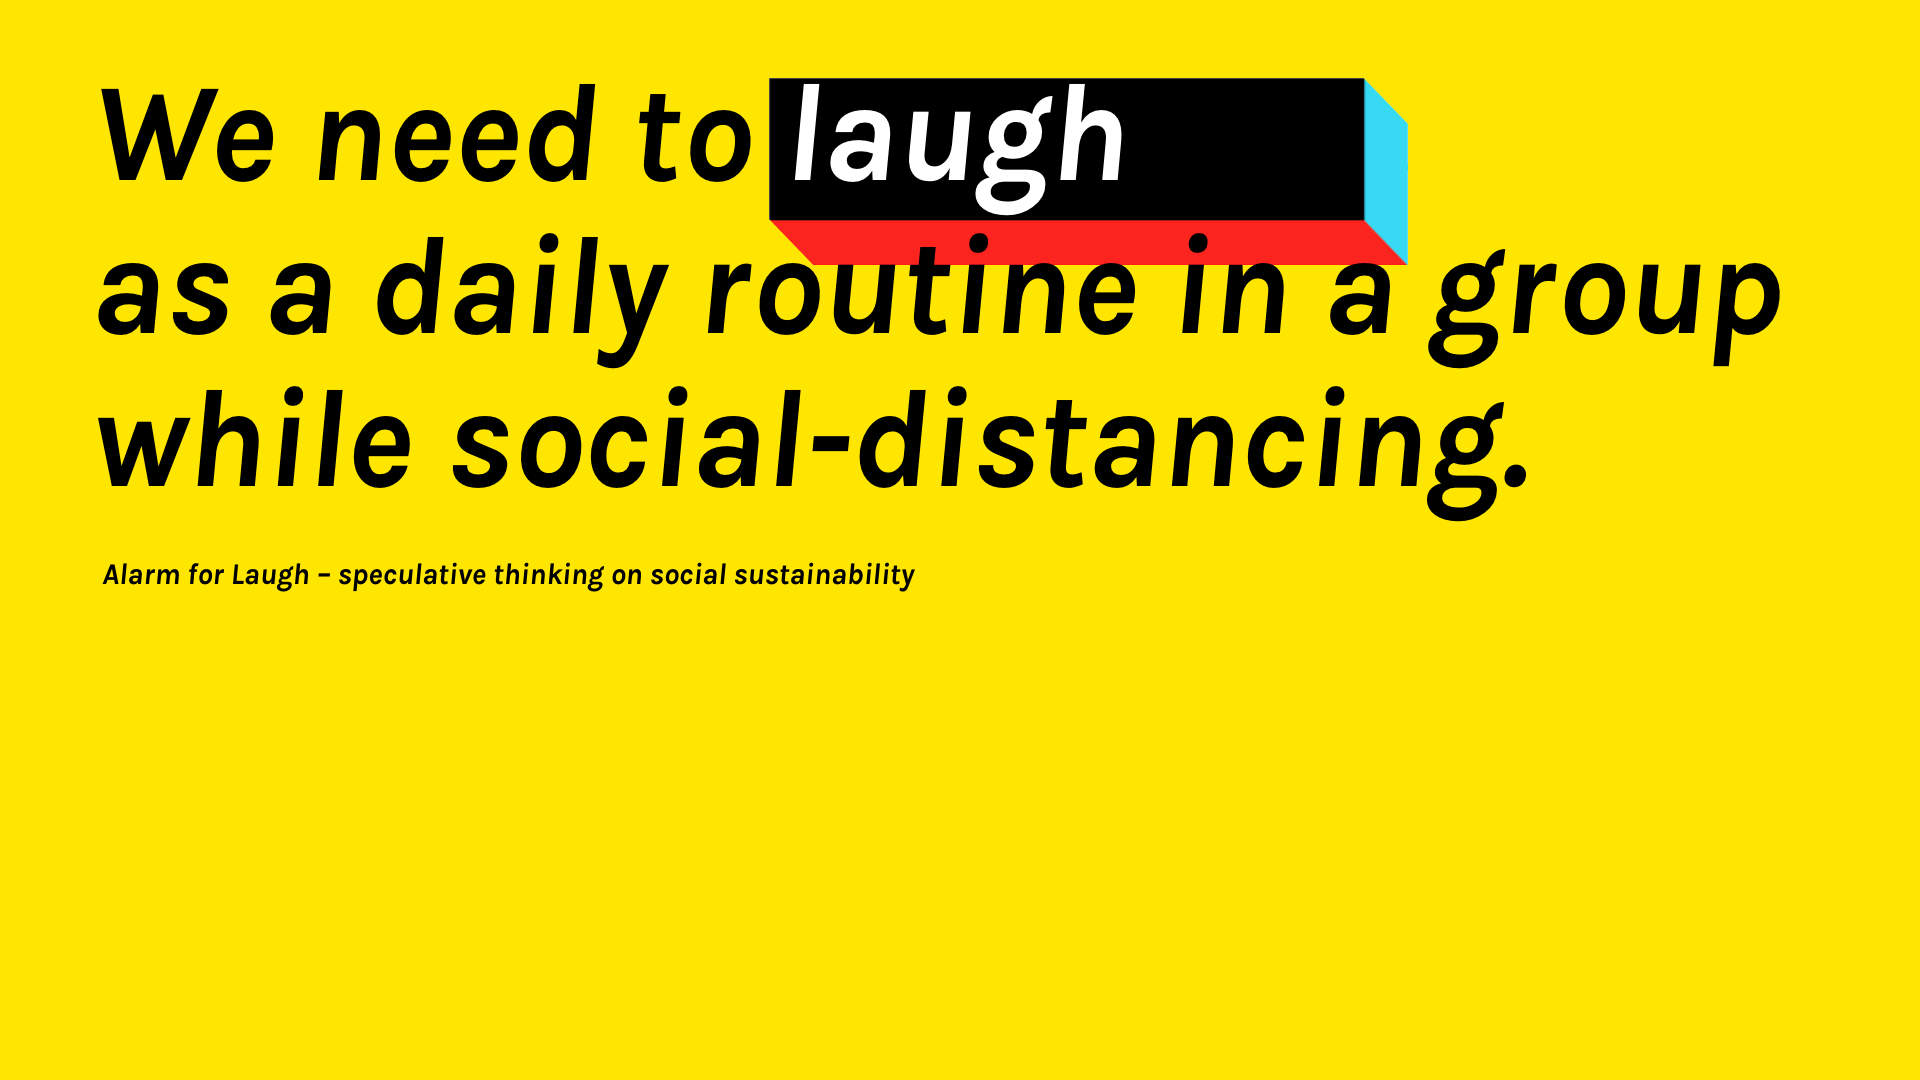 We need to laugh
as a daily routine in a group
while social-distancing.
Alarm for Laugh – speculative thinking on social sustainability